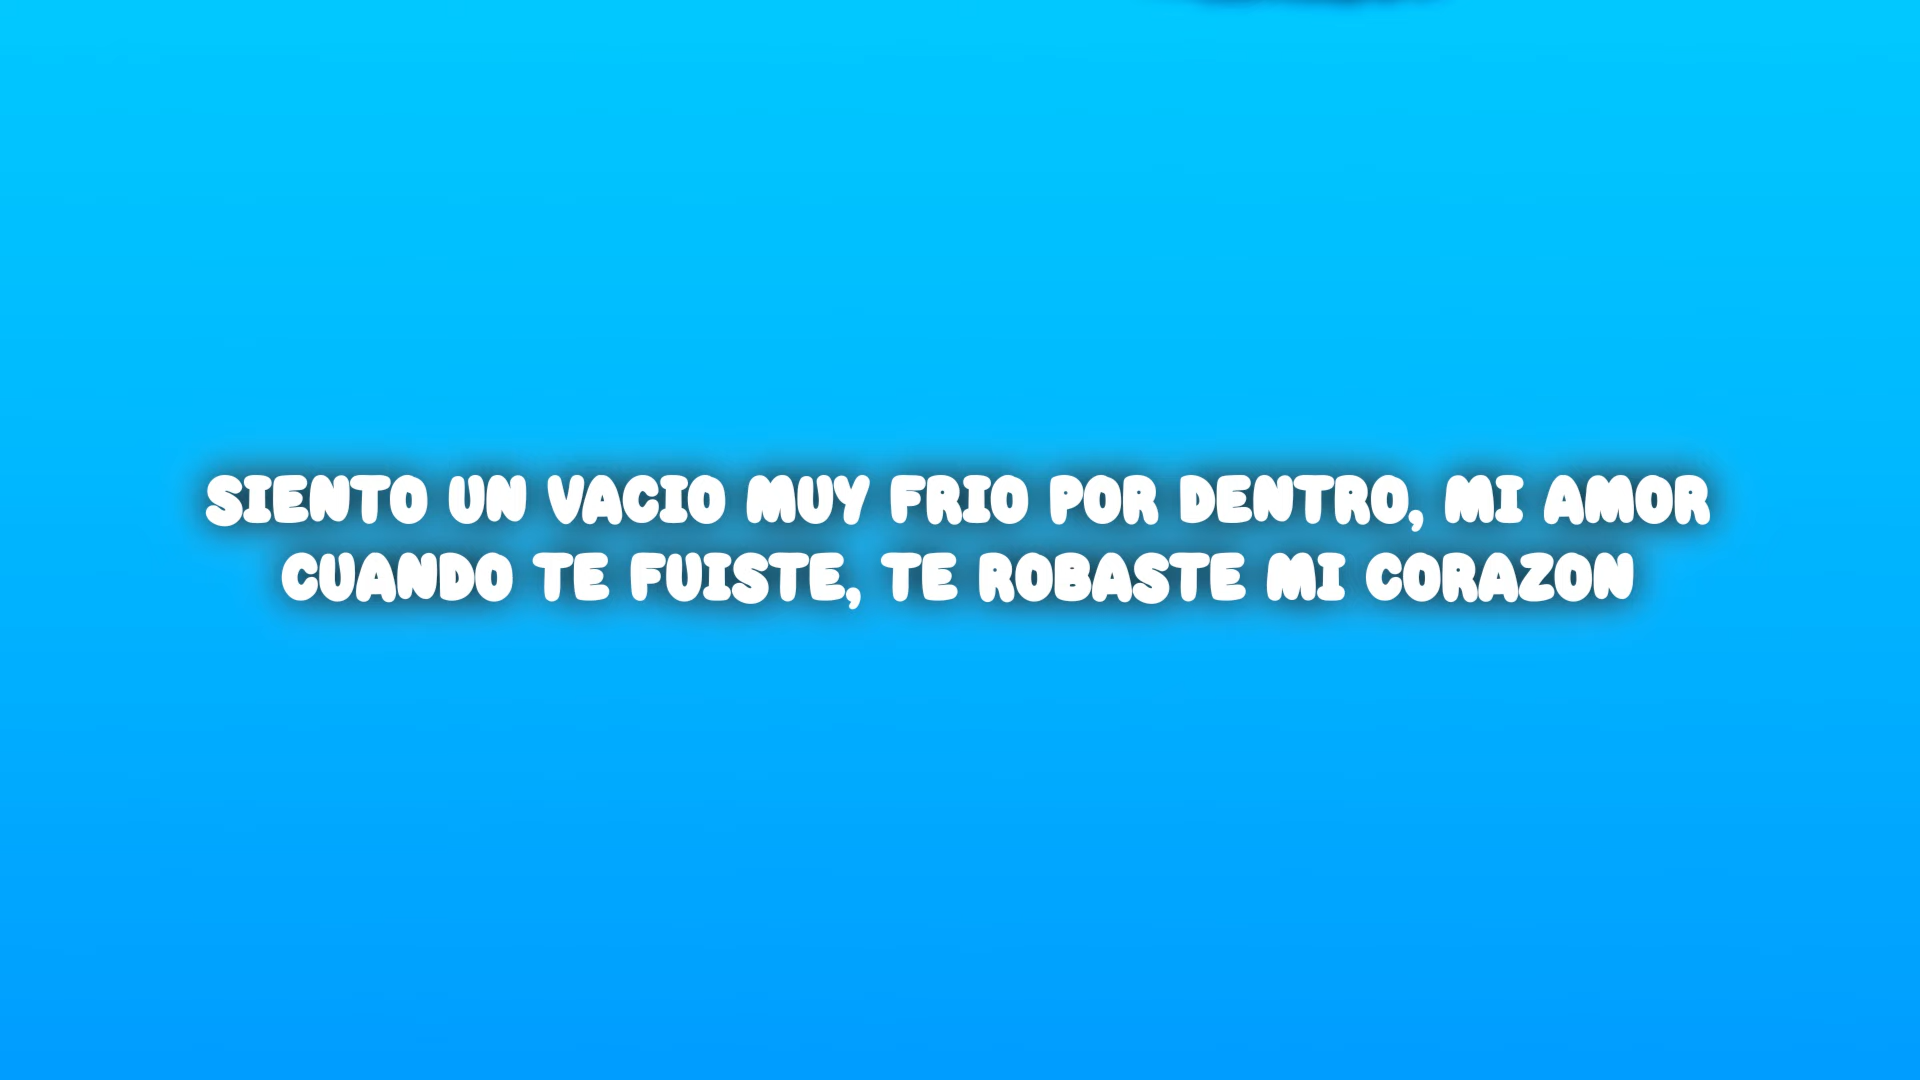 SIENTO UN VACIO MUY FRIO POR DENTRO, MI AMOR
CUANDO TE FUISTE, TE ROBASTE MI CORAZON